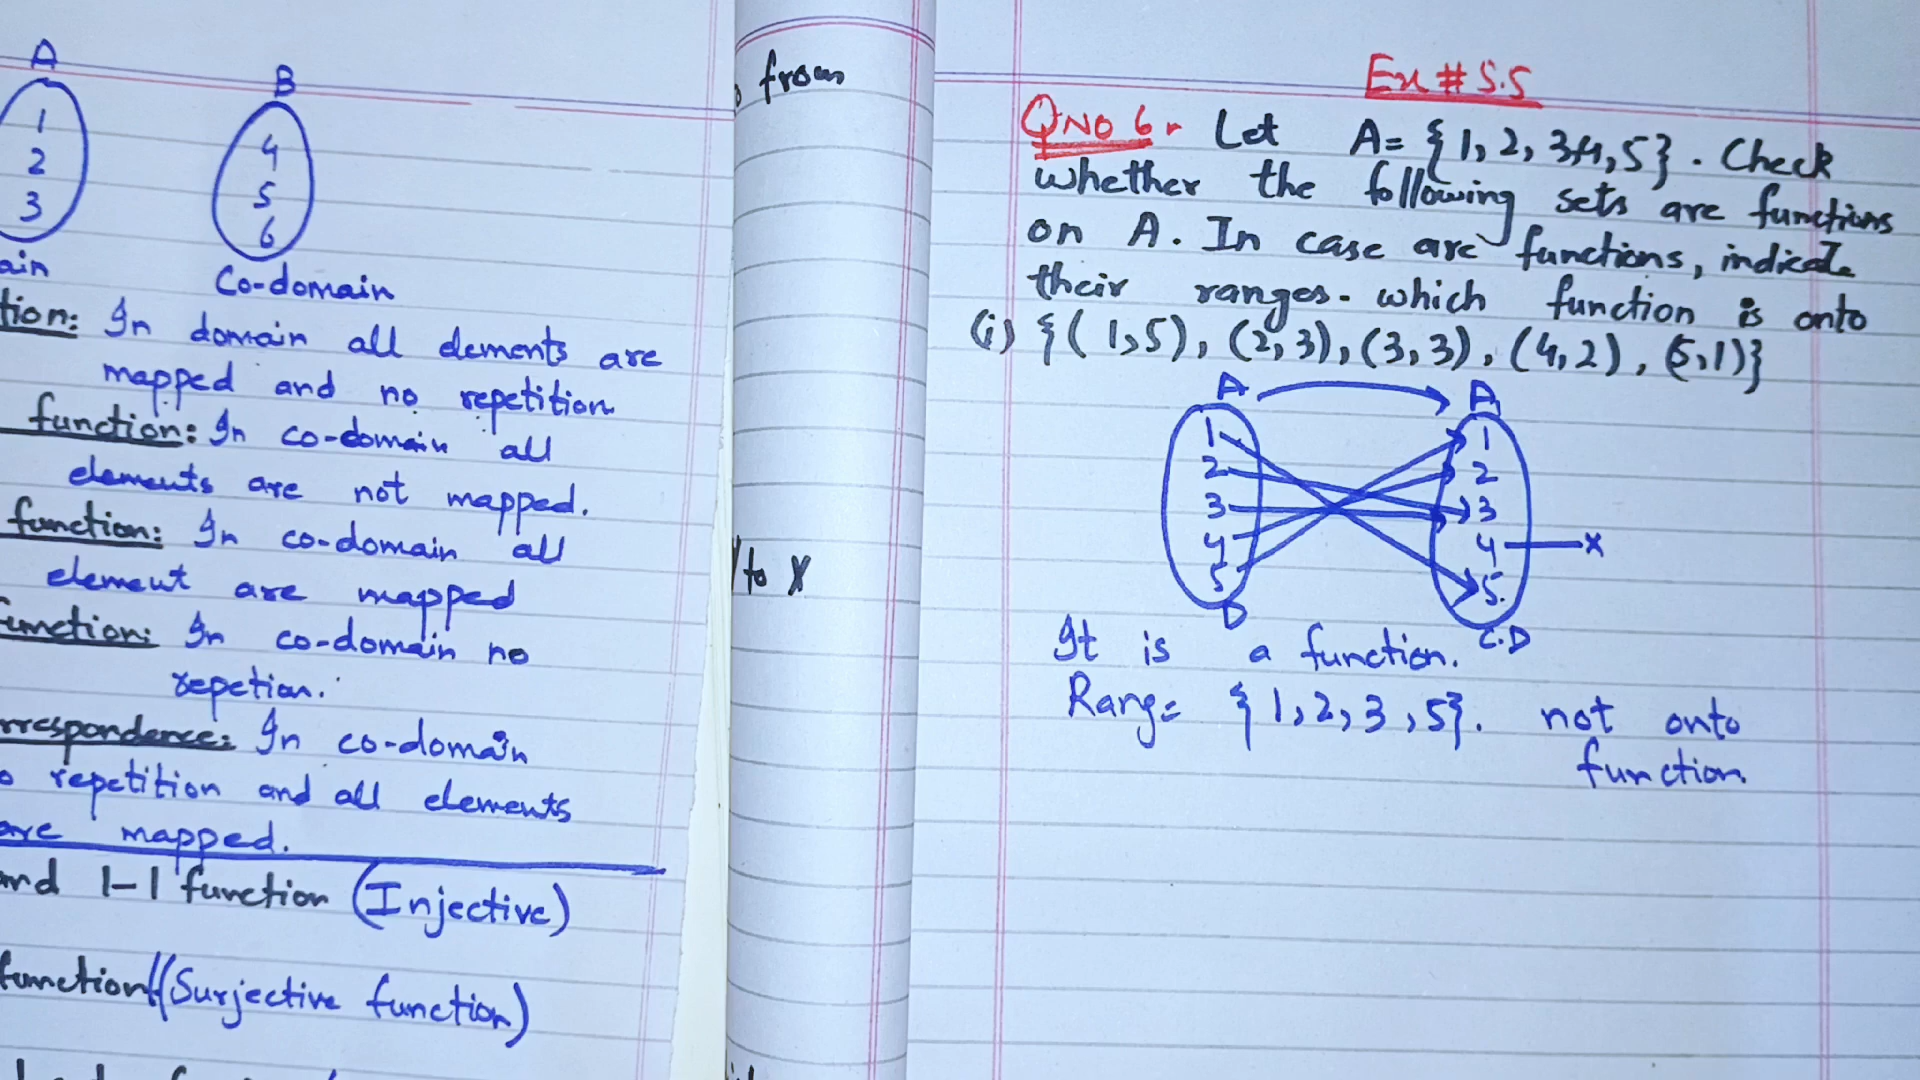 A
B
1
2
3
4
5
6
ain
Co-domain
tion: In domain all elements are
mapped and no repetition
function: In co-domain all
elements are not mapped.
function: In co-domain all
element are mapped
function: In co-domain no
repetion.
rrespondence: In co-domain
o repetition and all elements
are mapped.
and 1-1 function (Injective)
function (Surjective function)
from
Y to X
Ex # 5.5
Q NO 6 Let A = {1, 2, 3, 4, 5}. Check
whether the following sets are functions
on A. In case are functions, indicate
their ranges. which function is onto
(i) {(1,5), (2,3), (3,3), (4,2), (5,1)}
A A
1 1
2 2
3 3
4 4 x
5 5
D C.D
It is a function.
Range = {1, 2, 3, 5}. not onto
function